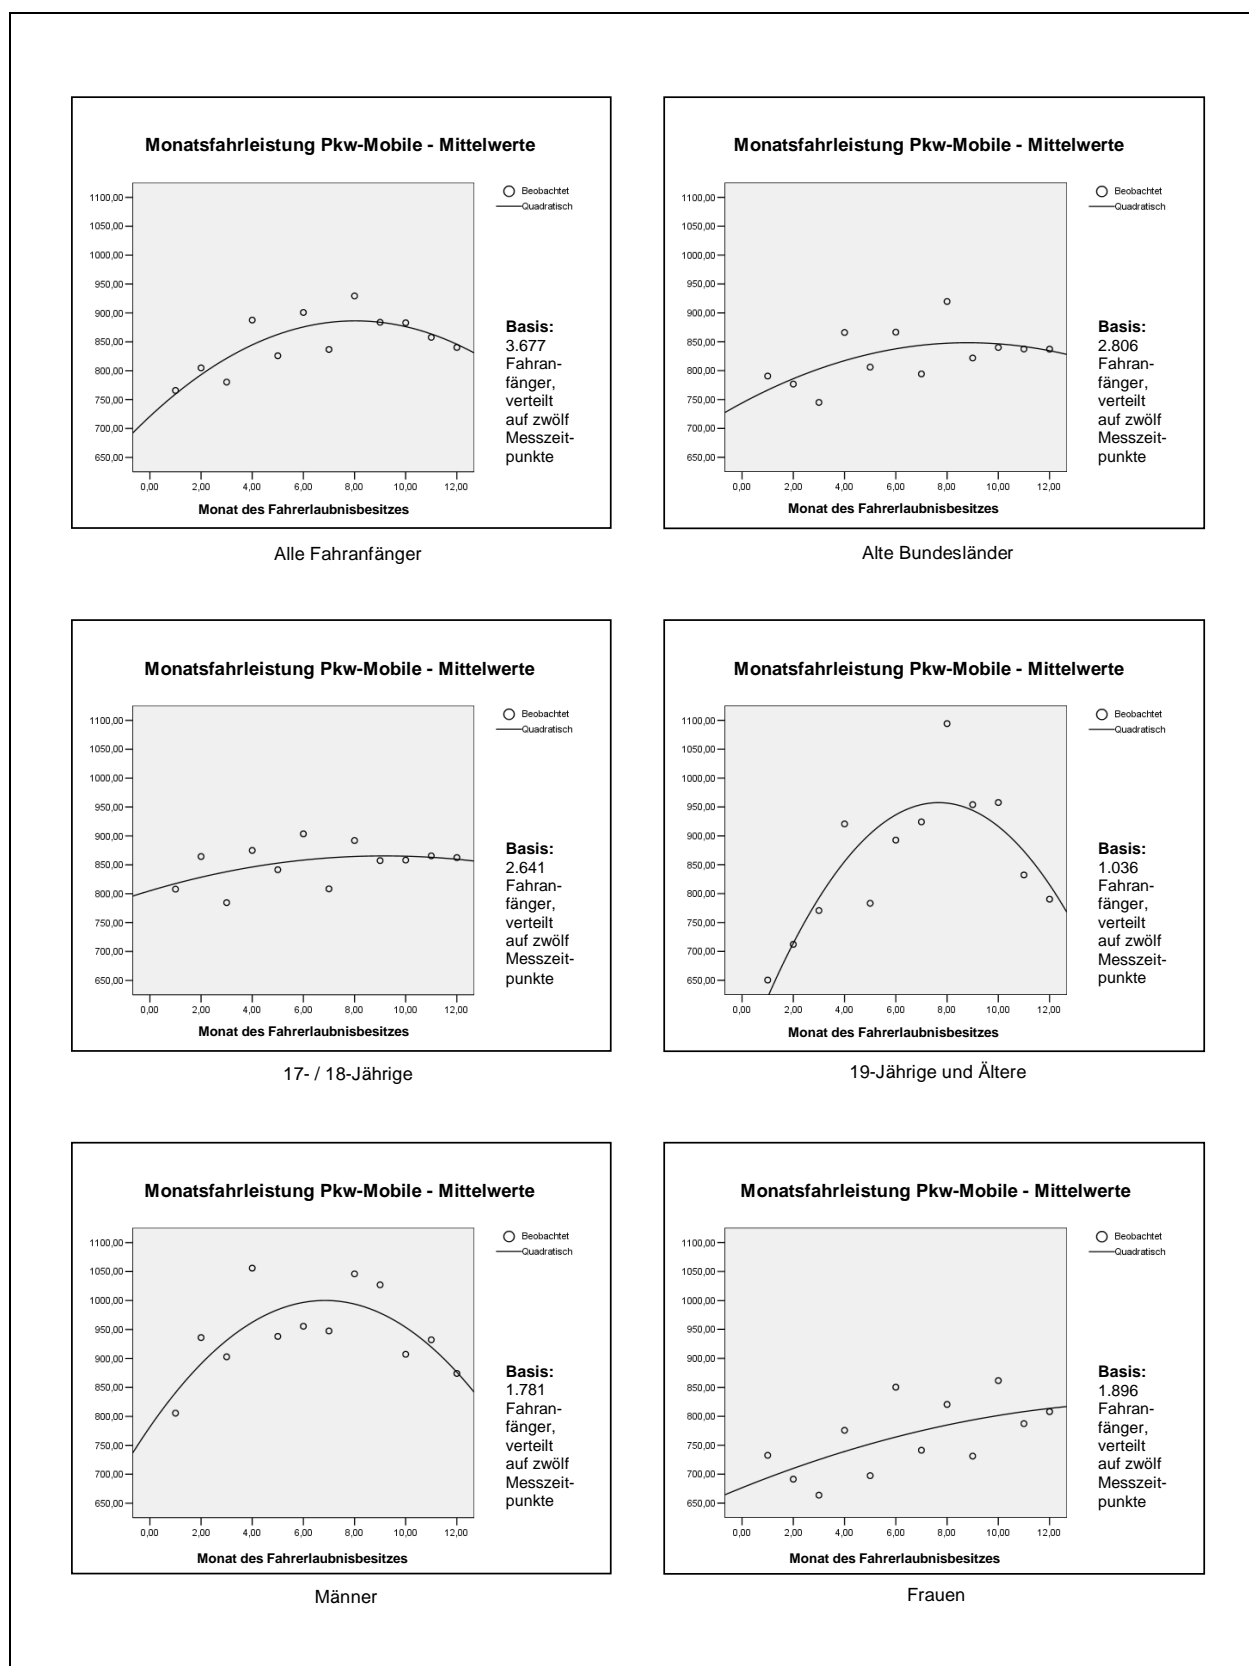 Monatsfahrleistung Pkw-Mobile - Mittelwerte
1100,00
1050,00
1000,00
950,00
900,00
850,00
800,00
750,00
700,00
650,00
0,00 2,00 4,00 6,00 8,00 10,00 12,00
Monat des Fahrerlaubnisbesitzes
Beobachtet
Quadratisch
Basis:
3.677
Fahran-
fänger,
verteilt
auf zwölf
Messzeit-
punkte
Alle Fahranfänger
Monatsfahrleistung Pkw-Mobile - Mittelwerte
1100,00
1050,00
1000,00
950,00
900,00
850,00
800,00
750,00
700,00
650,00
0,00 2,00 4,00 6,00 8,00 10,00 12,00
Monat des Fahrerlaubnisbesitzes
Beobachtet
Quadratisch
Basis:
2.806
Fahran-
fänger,
verteilt
auf zwölf
Messzeit-
punkte
Alte Bundesländer
Monatsfahrleistung Pkw-Mobile - Mittelwerte
1100,00
1050,00
1000,00
950,00
900,00
850,00
800,00
750,00
700,00
650,00
0,00 2,00 4,00 6,00 8,00 10,00 12,00
Monat des Fahrerlaubnisbesitzes
Beobachtet
Quadratisch
Basis:
2.641
Fahran-
fänger,
verteilt
auf zwölf
Messzeit-
punkte
17- / 18-Jährige
Monatsfahrleistung Pkw-Mobile - Mittelwerte
1100,00
1050,00
1000,00
950,00
900,00
850,00
800,00
750,00
700,00
650,00
0,00 2,00 4,00 6,00 8,00 10,00 12,00
Monat des Fahrerlaubnisbesitzes
Beobachtet
Quadratisch
Basis:
1.036
Fahran-
fänger,
verteilt
auf zwölf
Messzeit-
punkte
19-Jährige und Ältere
Monatsfahrleistung Pkw-Mobile - Mittelwerte
1100,00
1050,00
1000,00
950,00
900,00
850,00
800,00
750,00
700,00
650,00
0,00 2,00 4,00 6,00 8,00 10,00 12,00
Monat des Fahrerlaubnisbesitzes
Beobachtet
Quadratisch
Basis:
1.781
Fahran-
fänger,
verteilt
auf zwölf
Messzeit-
punkte
Männer
Monatsfahrleistung Pkw-Mobile - Mittelwerte
1100,00
1050,00
1000,00
950,00
900,00
850,00
800,00
750,00
700,00
650,00
0,00 2,00 4,00 6,00 8,00 10,00 12,00
Monat des Fahrerlaubnisbesitzes
Beobachtet
Quadratisch
Basis:
1.896
Fahran-
fänger,
verteilt
auf zwölf
Messzeit-
punkte
Frauen